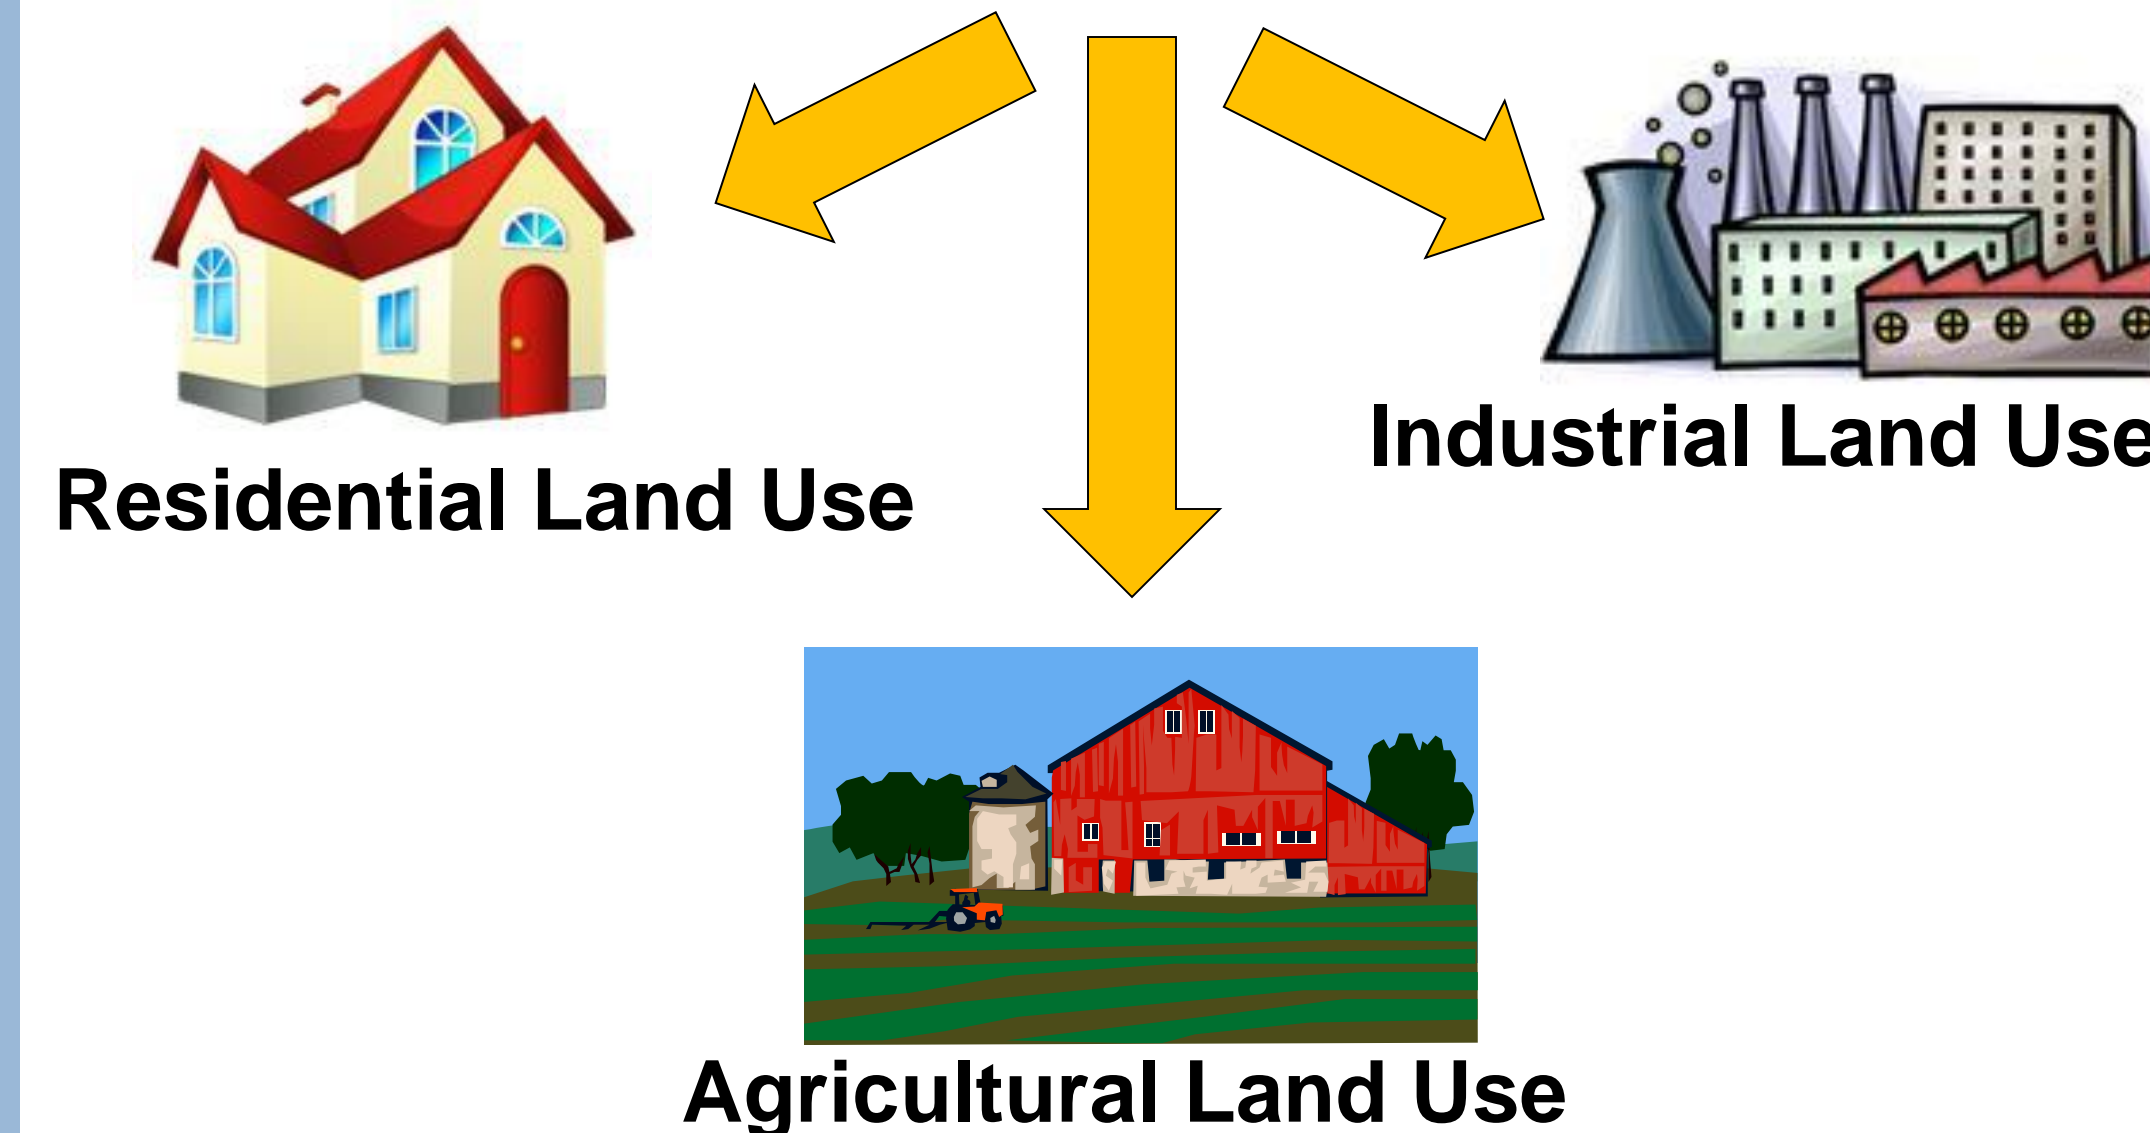 Industrial Land Use
Residential Land Use
Agricultural Land Use